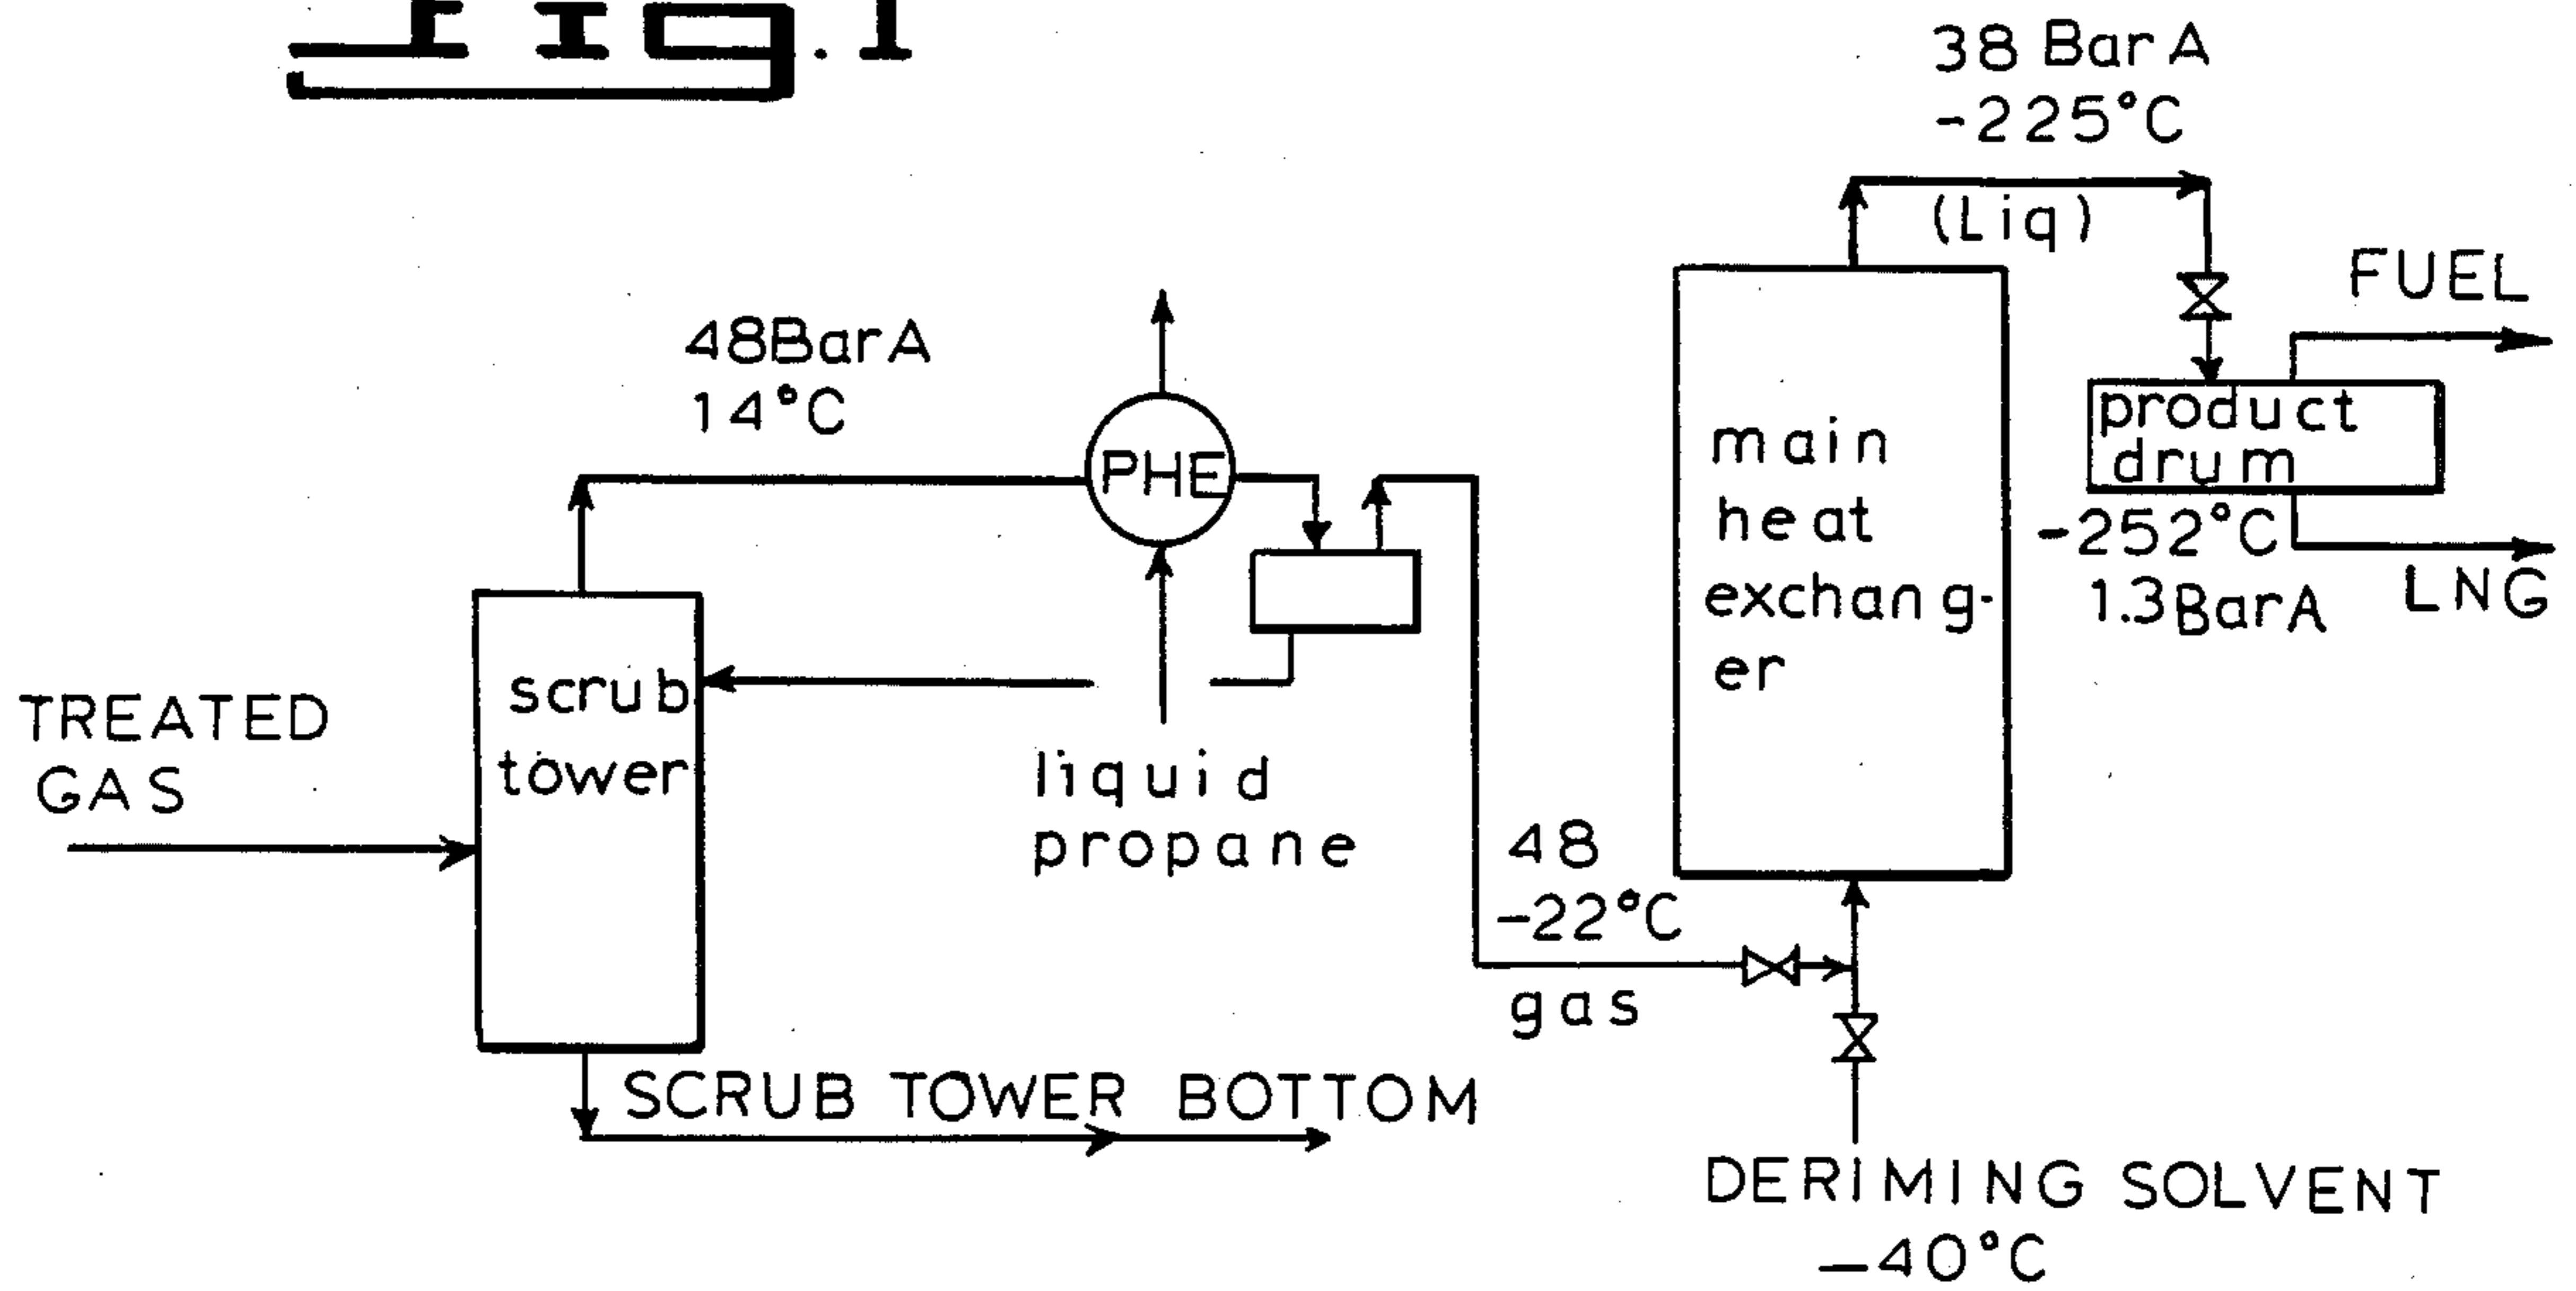 Fig. 1
38 BarA
-225°C
(Liq)
FUEL
48BarA
14°C
PHE
product
drum
main
heat
exchang-
er
-252°C
1.3BarA
LNG
scrub
tower
TREATED
GAS
liquid
propane
48
-22°C
gas
SCRUB TOWER BOTTOM
DERIMING SOLVENT
-40°C